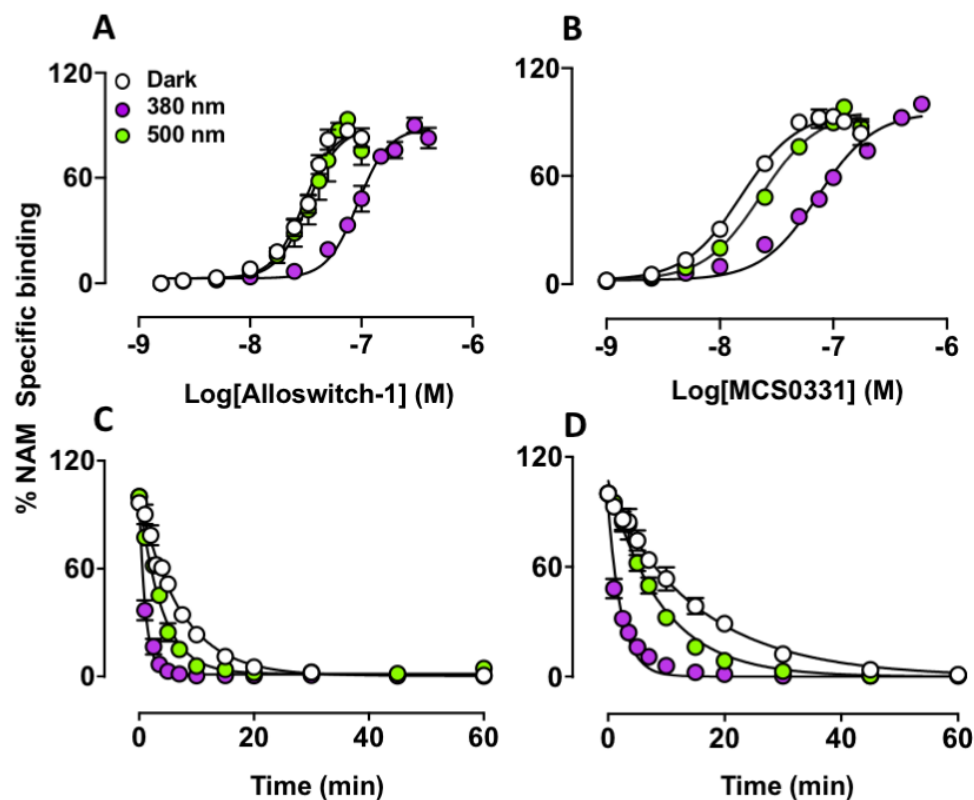 A
B
Dark
380 nm
500 nm
120
60
0
-9
-8
-7
-6
Log[Alloswitch-1] (M)
120
60
0
-9
-8
-7
-6
Log[MCS0331] (M)
% NAM Specific binding
C
D
120
60
0
0
20
40
60
Time (min)
120
60
0
0
20
40
60
Time (min)